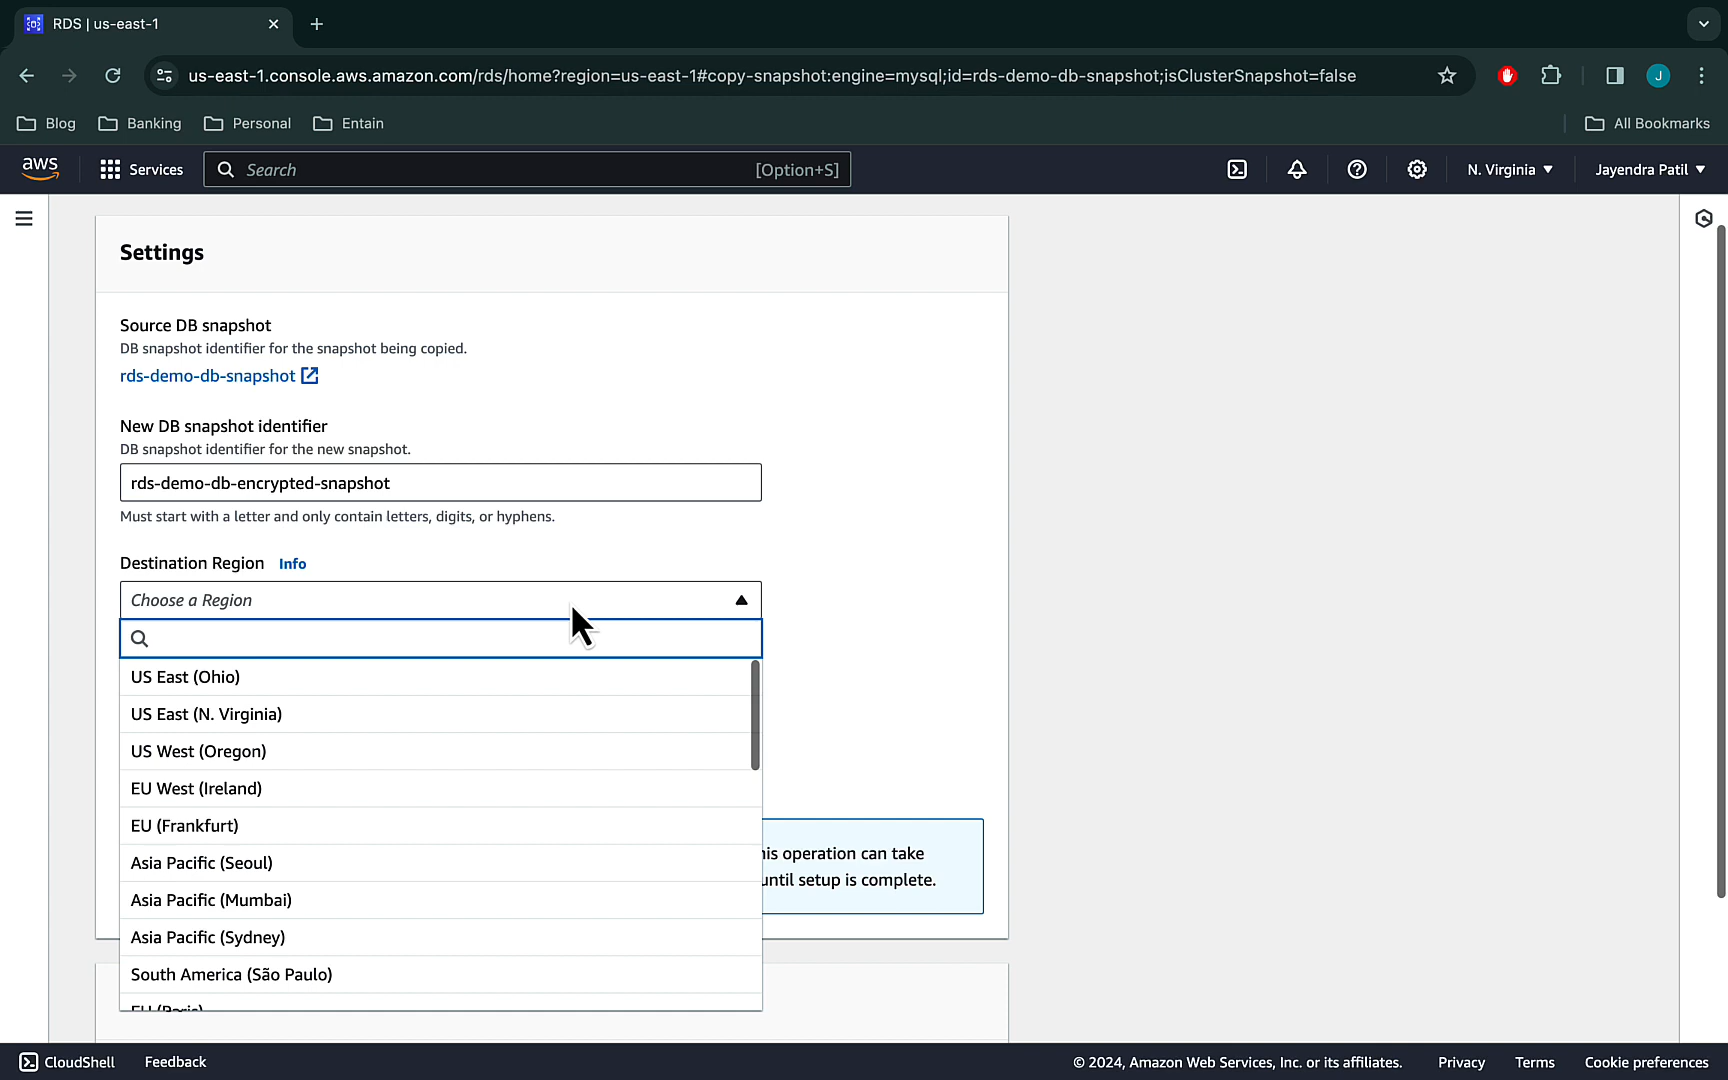 RDS | us-east-1
us-east-1.console.aws.amazon.com/rds/home?region=us-east-1#copy-snapshot:engine=mysql;id=rds-demo-db-snapshot;isClusterSnapshot=false
J
Blog Banking Personal Entain All Bookmarks
aws Services Search [Option+S] N. Virginia Jayendra Patil
Settings
Source DB snapshot
DB snapshot identifier for the snapshot being copied.
rds-demo-db-snapshot
New DB snapshot identifier
DB snapshot identifier for the new snapshot.
rds-demo-db-encrypted-snapshot
Must start with a letter and only contain letters, digits, or hyphens.
Destination Region Info
Choose a Region
US East (Ohio)
US East (N. Virginia)
US West (Oregon)
EU West (Ireland)
EU (Frankfurt)
his operation can take
Asia Pacific (Seoul)
until setup is complete.
Asia Pacific (Mumbai)
Asia Pacific (Sydney)
South America (São Paulo)
EU (Paris)
CloudShell Feedback © 2024, Amazon Web Services, Inc. or its affiliates. Privacy Terms Cookie preferences